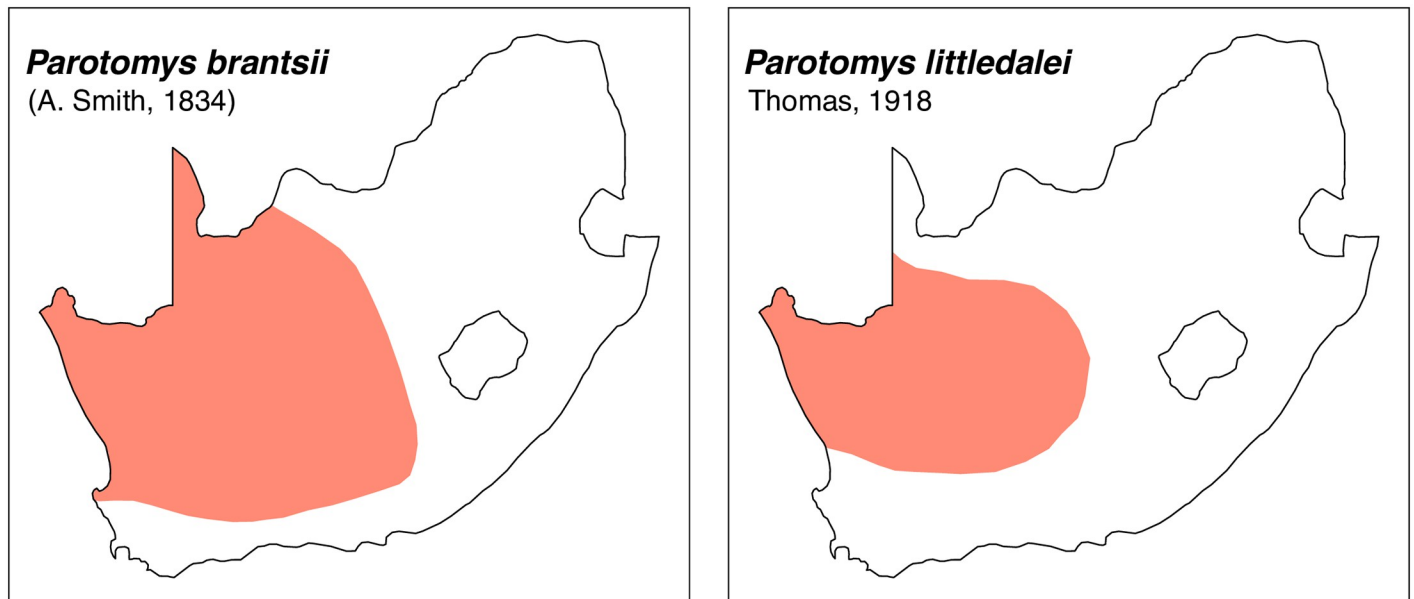 Parotomys brantsii
(A. Smith, 1834)
Parotomys littledalei
Thomas, 1918